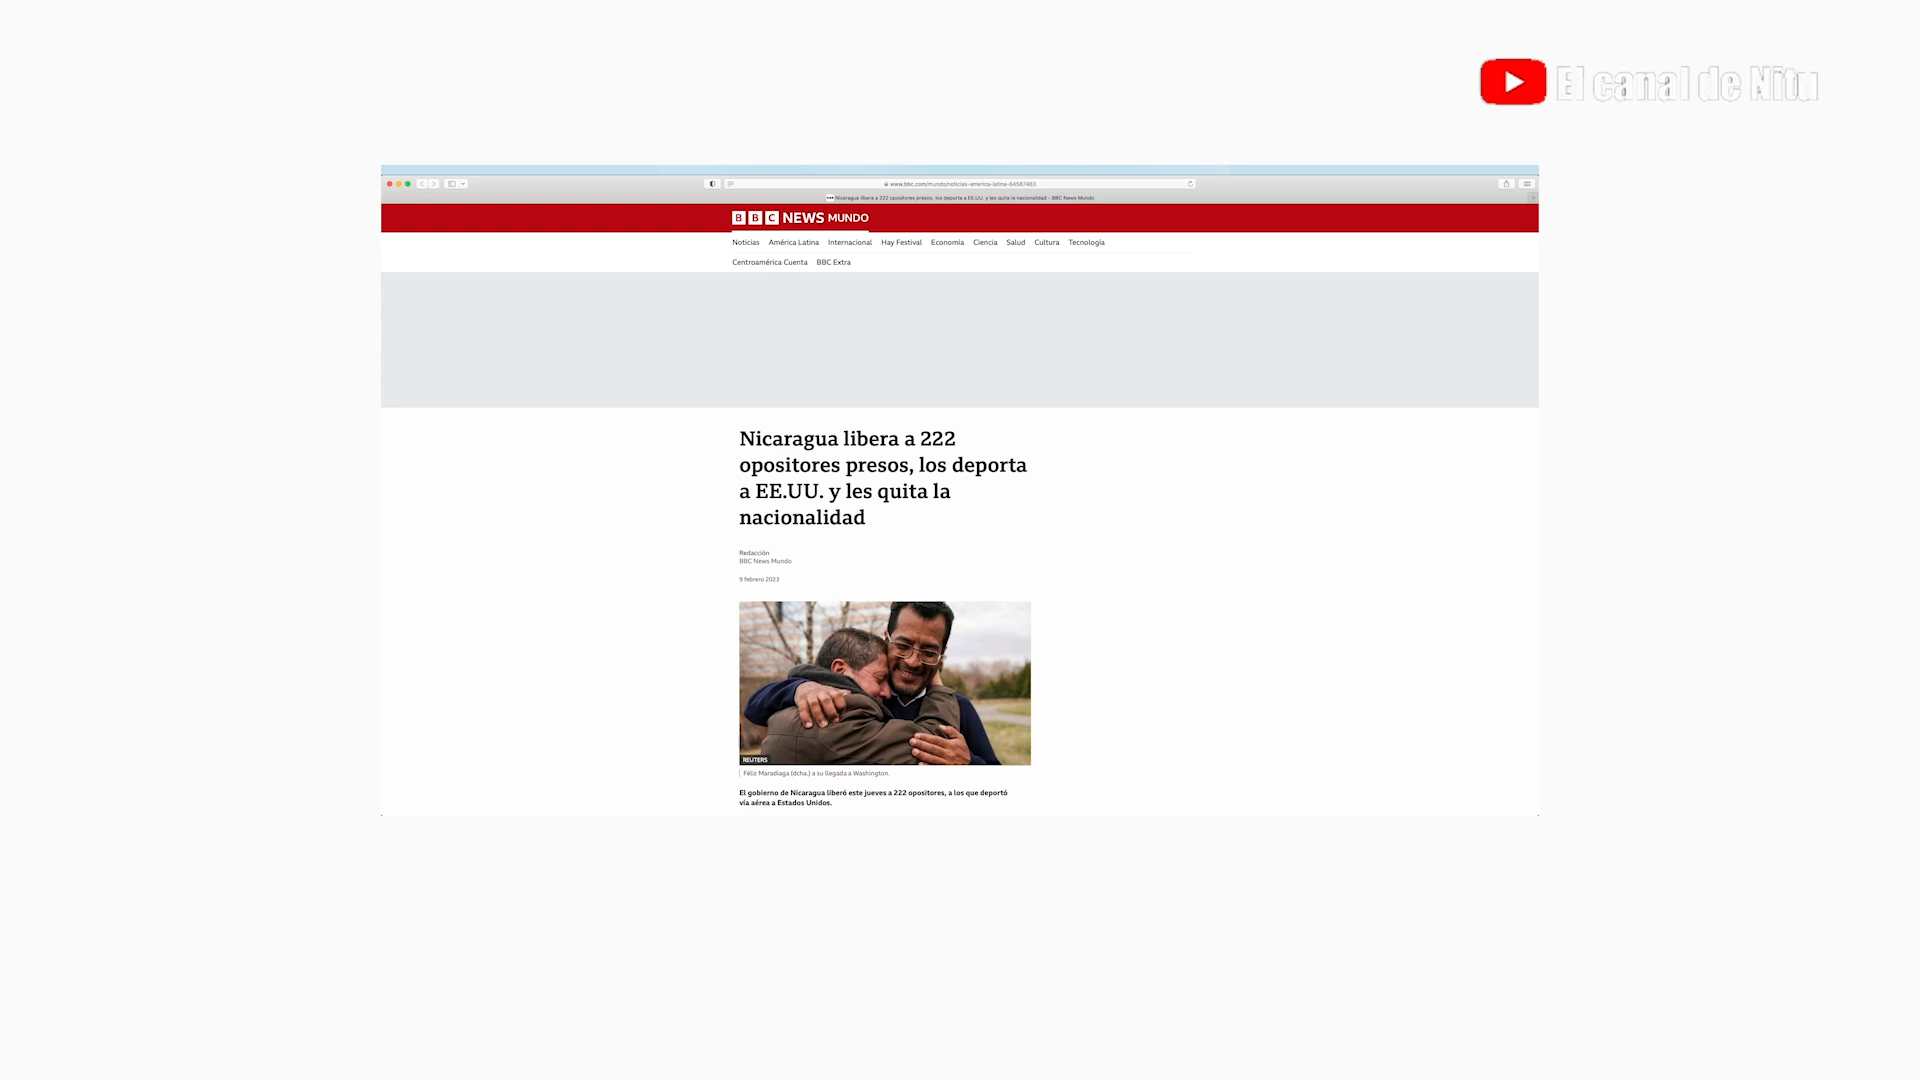 El canal de Nitu
www.bbc.com/mundo/noticias-america-latina-64587463
Nicaragua libera a 222 opositores presos, los deporta a EE.UU. y les quita la nacionalidad - BBC News Mundo
BBC NEWS MUNDO
Noticias América Latina Internacional Hay Festival Economía Ciencia Salud Cultura Tecnología
Centroamérica Cuenta BBC Extra
Nicaragua libera a 222
opositores presos, los deporta
a EE.UU. y les quita la
nacionalidad
Redacción
BBC News Mundo
9 febrero 2023
REUTERS
Féliz Maradiaga (dcha.) a su llegada a Washington.
El gobierno de Nicaragua liberó este jueves a 222 opositores, a los que deportó
vía aérea a Estados Unidos.